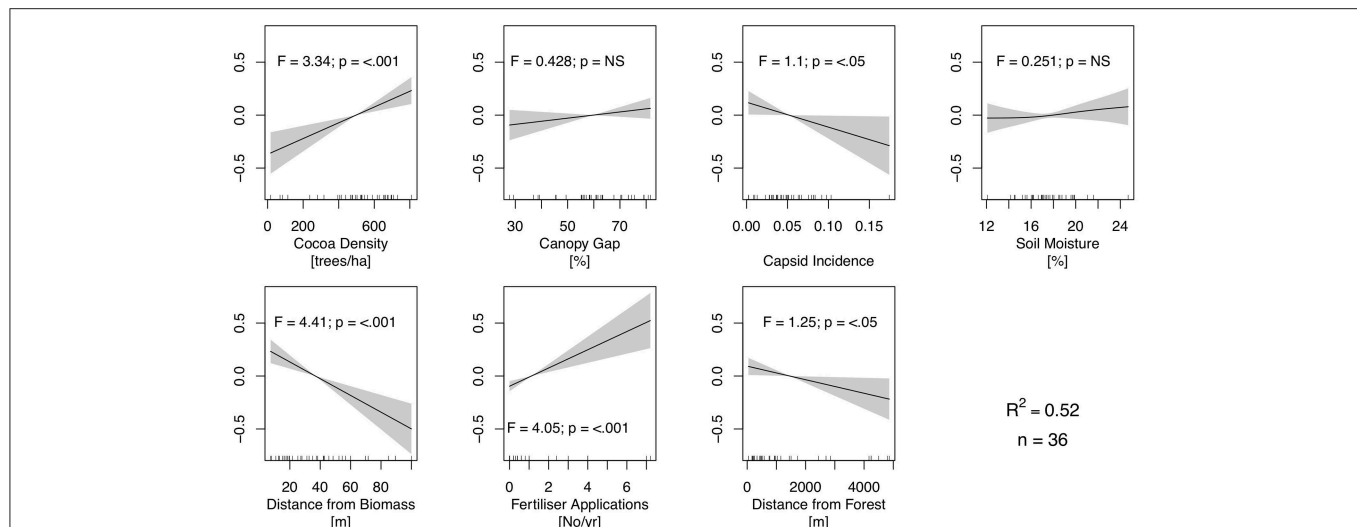 F = 3.34; p = <.001
0.5
0.0
−0.5
0 200 600
Cocoa Density
[trees/ha]
F = 0.428; p = NS
0.5
0.0
−0.5
30 50 70
Canopy Gap
[%]
F = 1.1; p = <.05
0.5
0.0
−0.5
0.00 0.05 0.10 0.15
Capsid Incidence
F = 0.251; p = NS
0.5
0.0
−0.5
12 16 20 24
Soil Moisture
[%]
F = 4.41; p = <.001
0.5
0.0
−0.5
20 40 60 80
Distance from Biomass
[m]
0.5
0.0
−0.5
F = 4.05; p = <.001
0 2 4 6
Fertiliser Applications
[No/yr]
F = 1.25; p = <.05
0.5
0.0
−0.5
0 2000 4000
Distance from Forest
[m]
R² = 0.52
n = 36